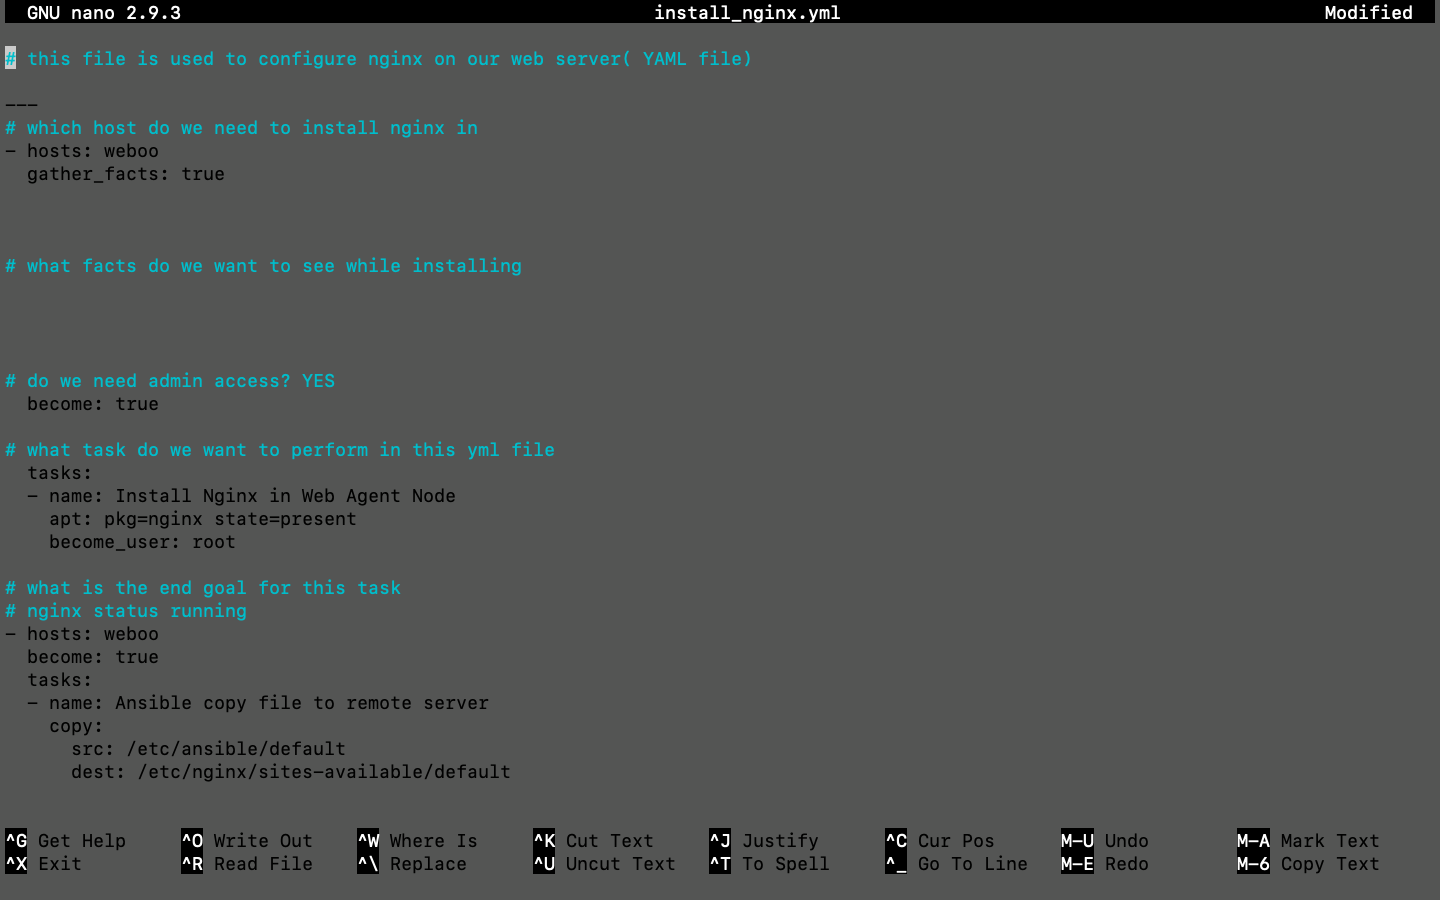 GNU nano 2.9.3 install_nginx.yml Modified
# this file is used to configure nginx on our web server( YAML file)
---
# which host do we need to install nginx in
- hosts: weboo
  gather_facts: true
# what facts do we want to see while installing
# do we need admin access? YES
  become: true
# what task do we want to perform in this yml file
  tasks:
  - name: Install Nginx in Web Agent Node
    apt: pkg=nginx state=present
    become_user: root
# what is the end goal for this task
# nginx status running
- hosts: weboo
  become: true
  tasks:
  - name: Ansible copy file to remote server
    copy:
      src: /etc/ansible/default
      dest: /etc/nginx/sites-available/default
^G Get Help ^O Write Out ^W Where Is ^K Cut Text ^J Justify ^C Cur Pos M-U Undo M-A Mark Text
^X Exit ^R Read File ^\ Replace ^U Uncut Text ^T To Spell ^_ Go To Line M-E Redo M-6 Copy Text